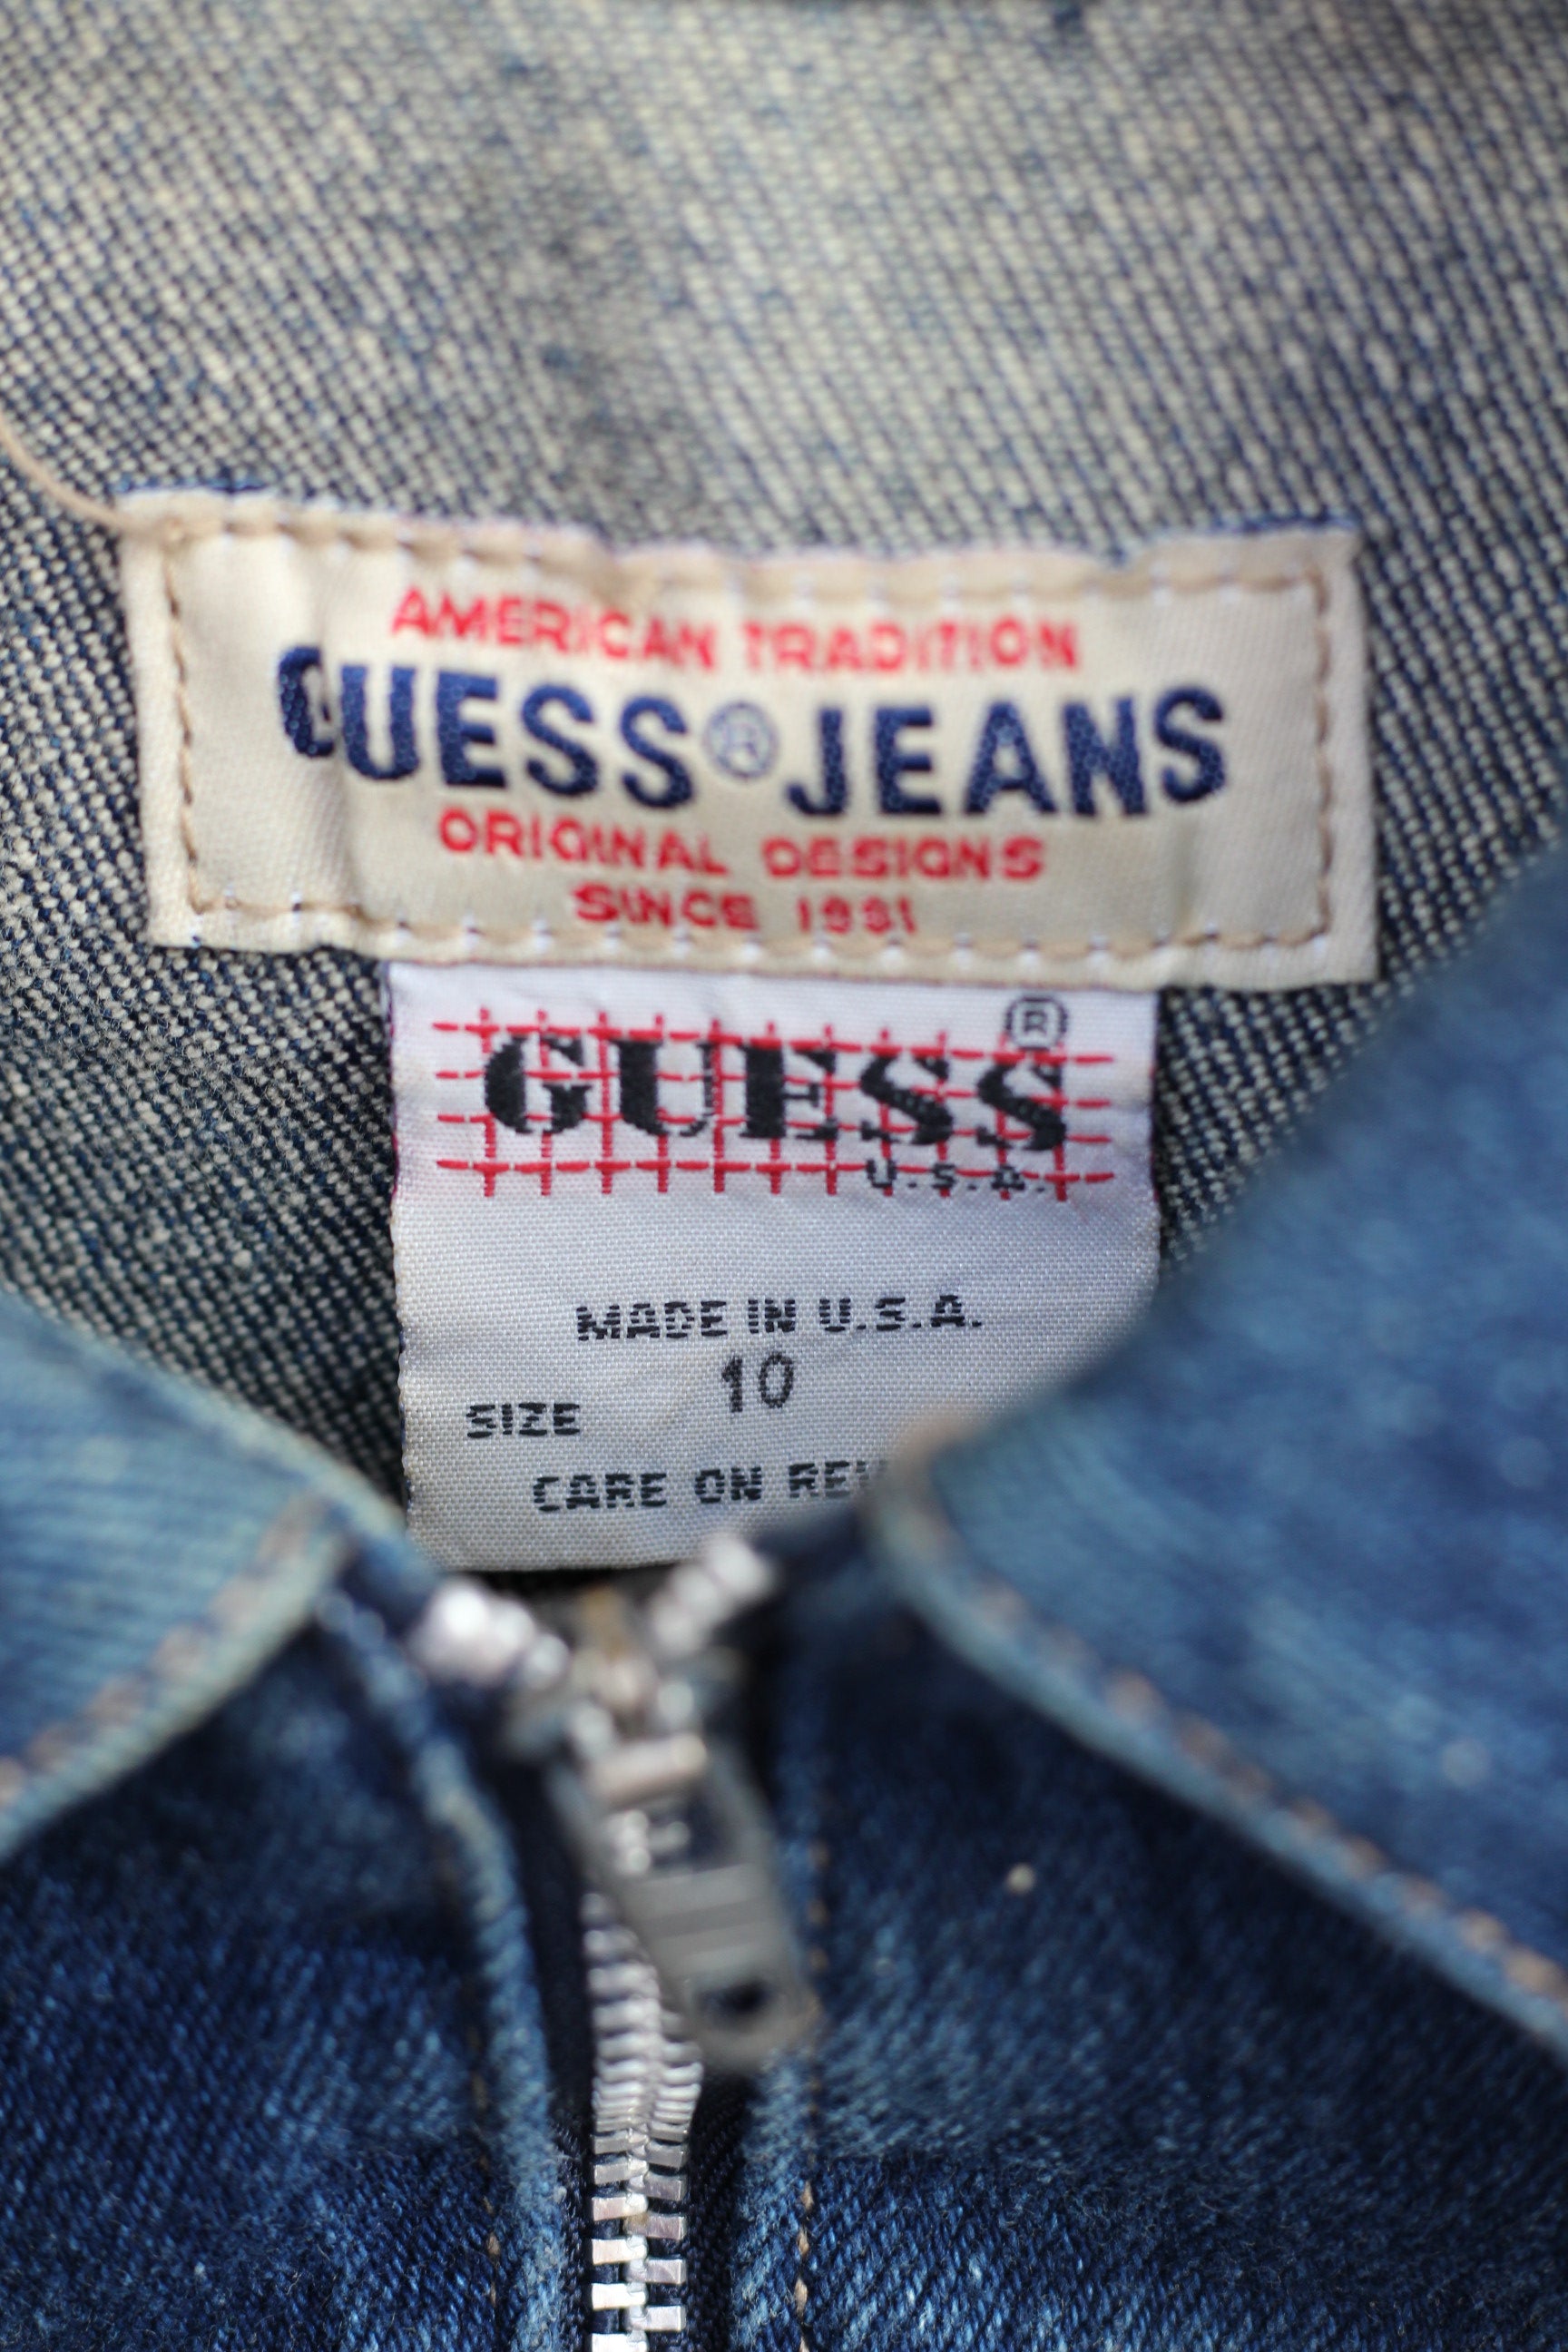 AMERICAN TRADITION
GUESS® JEANS
ORIGINAL DESIGNS
SINCE 1981
GUESS®
U.S.A.
MADE IN U.S.A.
10
SIZE
CARE ON